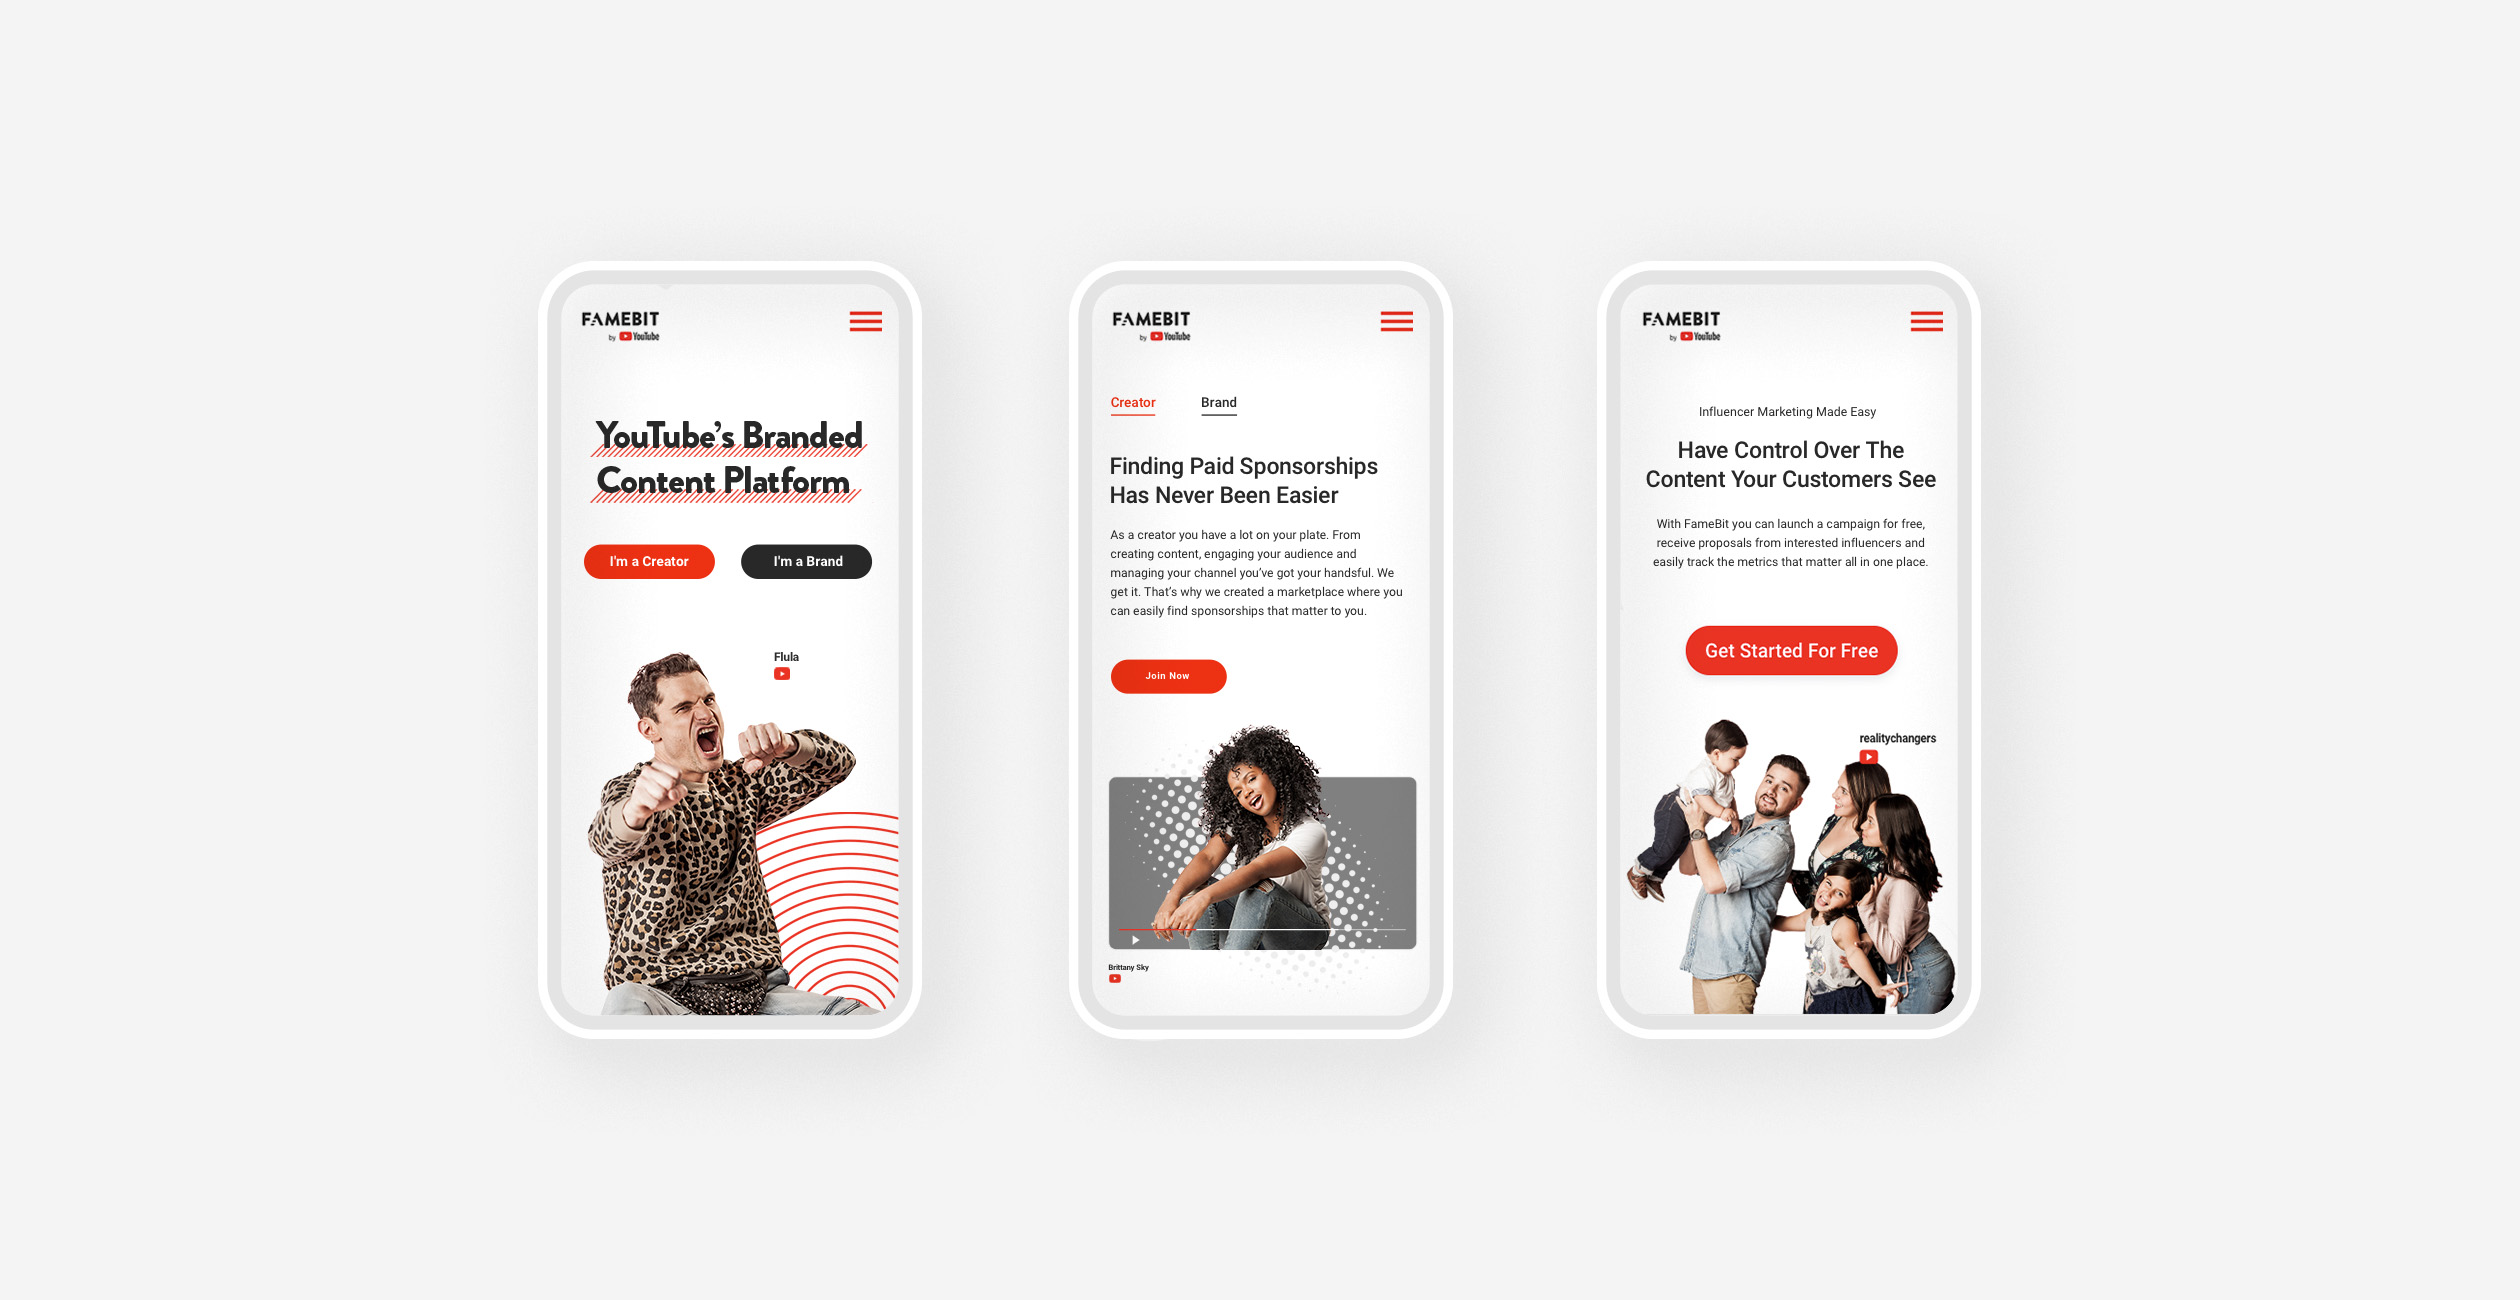 FAMEBIT
by YouTube
YouTube’s Branded
Content Platform
I'm a Creator
I'm a Brand
Flula
FAMEBIT
by YouTube
Creator
Brand
Finding Paid Sponsorships
Has Never Been Easier
As a creator you have a lot on your plate. From
creating content, engaging your audience and
managing your channel you’ve got your handsful. We
get it. That’s why we created a marketplace where you
can easily find sponsorships that matter to you.
Join Now
Brittany Sky
FAMEBIT
by YouTube
Influencer Marketing Made Easy
Have Control Over The
Content Your Customers See
With FameBit you can launch a campaign for free,
receive proposals from interested influencers and
easily track the metrics that matter all in one place.
Get Started For Free
realitychangers